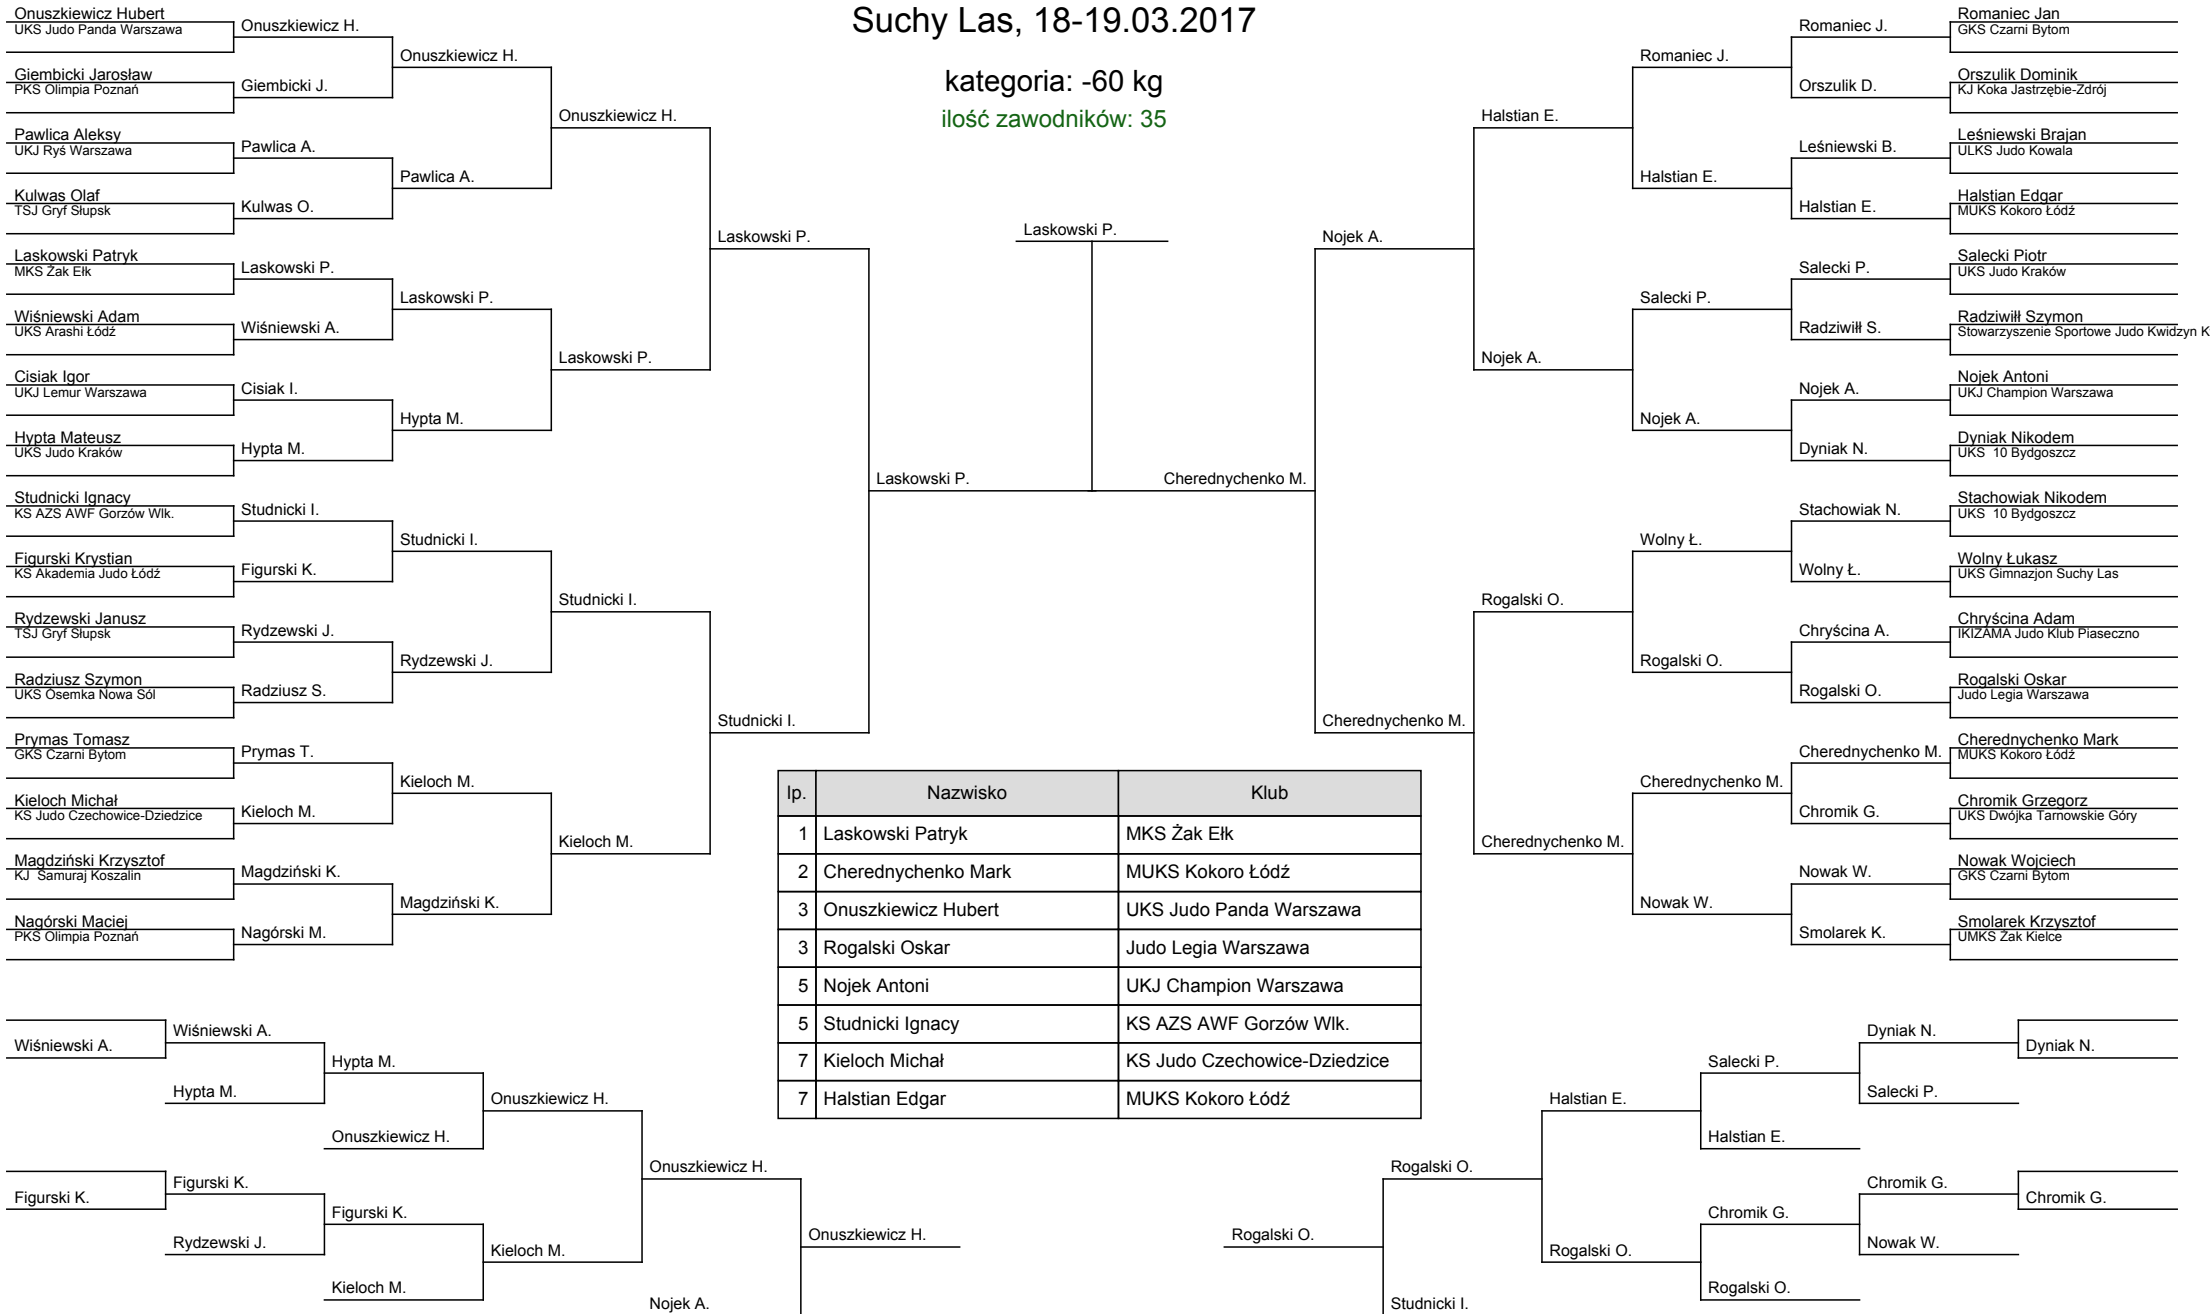 Suchy Las, 18-19.03.2017
kategoria: -60 kg
ilość zawodników: 35
Onuszkiewicz Hubert
UKS Judo Panda Warszawa
Giembicki Jarosław
PKS Olimpia Poznań
Pawlica Aleksy
UKJ Ryś Warszawa
Kulwas Olaf
TSJ Gryf Słupsk
Laskowski Patryk
MKS Żak Ełk
Wiśniewski Adam
UKS Arashi Łódź
Cisiak Igor
UKJ Lemur Warszawa
Hypta Mateusz
UKS Judo Kraków
Studnicki Ignacy
KS AZS AWF Gorzów Wlk.
Figurski Krystian
KS Akademia Judo Łódź
Rydzewski Janusz
TSJ Gryf Słupsk
Radziusz Szymon
UKS Ósemka Nowa Sól
Prymas Tomasz
GKS Czarni Bytom
Kieloch Michał
KS Judo Czechowice-Dziedzice
Magdziński Krzysztof
KJ  Samuraj Koszalin
Nagórski Maciej
PKS Olimpia Poznań
Onuszkiewicz H.
Giembicki J.
Pawlica A.
Kulwas O.
Laskowski P.
Wiśniewski A.
Cisiak I.
Hypta M.
Studnicki I.
Figurski K.
Rydzewski J.
Radziusz S.
Prymas T.
Kieloch M.
Magdziński K.
Nagórski M.
Onuszkiewicz H.
Pawlica A.
Laskowski P.
Hypta M.
Studnicki I.
Rydzewski J.
Kieloch M.
Magdziński K.
Onuszkiewicz H.
Laskowski P.
Studnicki I.
Kieloch M.
Laskowski P.
Studnicki I.
Laskowski P.
Laskowski P.
Cherednychenko M.
Nojek A.
Cherednychenko M.
Halstian E.
Nojek A.
Rogalski O.
Cherednychenko M.
Romaniec J.
Halstian E.
Salecki P.
Nojek A.
Wolny Ł.
Rogalski O.
Cherednychenko M.
Nowak W.
Romaniec J.
Orszulik D.
Leśniewski B.
Halstian E.
Salecki P.
Radziwiłł S.
Nojek A.
Dyniak N.
Stachowiak N.
Wolny Ł.
Chryścina A.
Rogalski O.
Cherednychenko M.
Chromik G.
Nowak W.
Smolarek K.
Romaniec Jan
GKS Czarni Bytom
Orszulik Dominik
KJ Koka Jastrzębie-Zdrój
Leśniewski Brajan
ULKS Judo Kowala
Halstian Edgar
MUKS Kokoro Łódź
Salecki Piotr
UKS Judo Kraków
Radziwiłł Szymon
Stowarzyszenie Sportowe Judo Kwidzyn K
Nojek Antoni
UKJ Champion Warszawa
Dyniak Nikodem
UKS  10 Bydgoszcz
Stachowiak Nikodem
UKS  10 Bydgoszcz
Wolny Łukasz
UKS Gimnazjon Suchy Las
Chryścina Adam
IKIZAMA Judo Klub Piaseczno
Rogalski Oskar
Judo Legia Warszawa
Cherednychenko Mark
MUKS Kokoro Łódź
Chromik Grzegorz
UKS Dwójka Tarnowskie Góry
Nowak Wojciech
GKS Czarni Bytom
Smolarek Krzysztof
UMKS Żak Kielce
lp. Nazwisko Klub
1 Laskowski Patryk MKS Żak Ełk
2 Cherednychenko Mark MUKS Kokoro Łódź
3 Onuszkiewicz Hubert UKS Judo Panda Warszawa
3 Rogalski Oskar Judo Legia Warszawa
5 Nojek Antoni UKJ Champion Warszawa
5 Studnicki Ignacy KS AZS AWF Gorzów Wlk.
7 Kieloch Michał KS Judo Czechowice-Dziedzice
7 Halstian Edgar MUKS Kokoro Łódź
Wiśniewski A.
Figurski K.
Wiśniewski A.
Hypta M.
Figurski K.
Rydzewski J.
Hypta M.
Onuszkiewicz H.
Figurski K.
Kieloch M.
Onuszkiewicz H.
Kieloch M.
Onuszkiewicz H.
Nojek A.
Onuszkiewicz H.
Rogalski O.
Rogalski O.
Studnicki I.
Halstian E.
Rogalski O.
Salecki P.
Halstian E.
Chromik G.
Rogalski O.
Dyniak N.
Salecki P.
Chromik G.
Nowak W.
Dyniak N.
Chromik G.